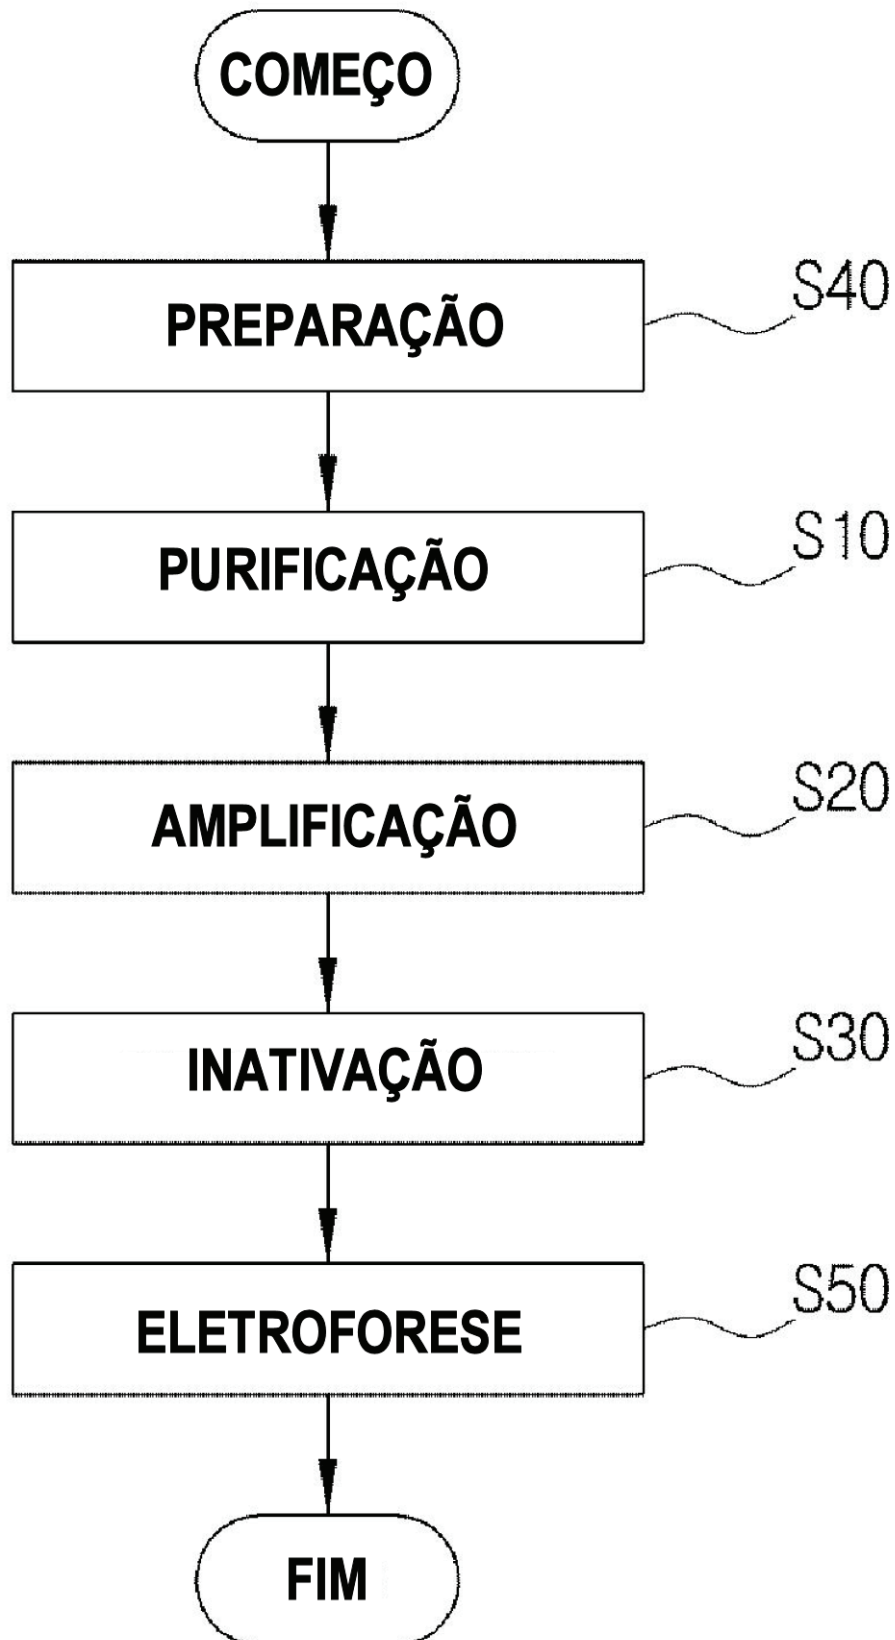 COMEÇO
S40
PREPARAÇÃO
S10
PURIFICAÇÃO
S20
AMPLIFICAÇÃO
S30
INATIVAÇÃO
S50
ELETROFORESE
FIM